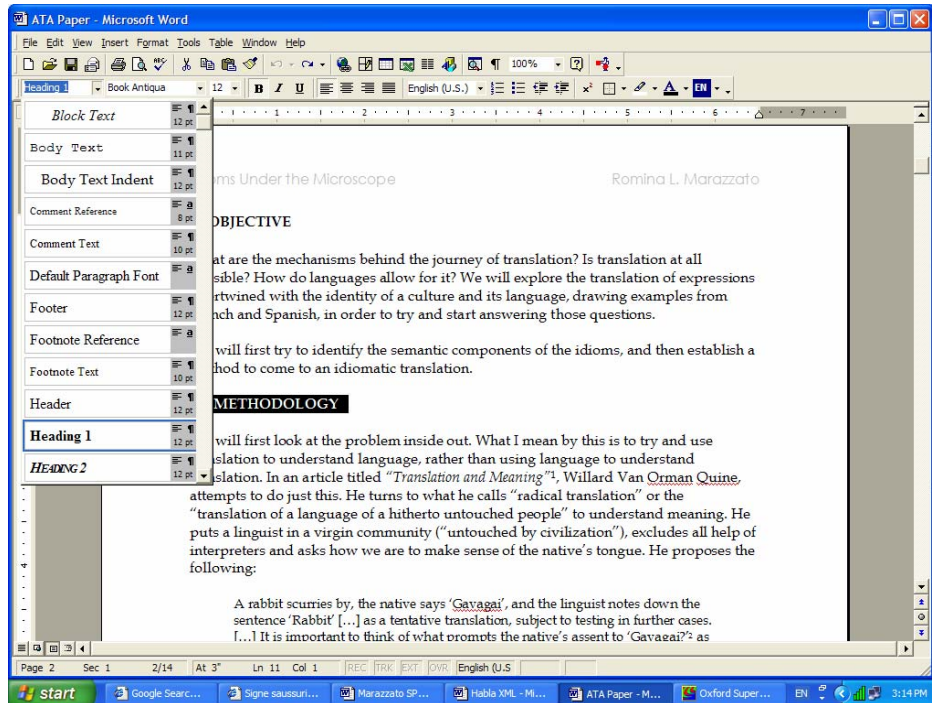 ATA Paper - Microsoft Word
File Edit View Insert Format Tools Table Window Help
100%
Heading 1 Book Antiqua 12 B I U English (U.S.) x² A EN
1 2 3 4 5 6 7
Block Text 12 pt
Body Text 11 pt
Body Text Indent 12 pt
Comment Reference a 8 pt
Comment Text 10 pt
Default Paragraph Font a
Footer 12 pt
Footnote Reference a
Footnote Text 10 pt
Header 12 pt
Heading 1 12 pt
HEADING 2 12 pt
ms Under the Microscope Romina L. Marazzato
OBJECTIVE
at are the mechanisms behind the journey of translation? Is translation at all
sible? How do languages allow for it? We will explore the translation of expressions
ertwined with the identity of a culture and its language, drawing examples from
nch and Spanish, in order to try and start answering those questions.
will first try to identify the semantic components of the idioms, and then establish a
hod to come to an idiomatic translation.
METHODOLOGY
will first look at the problem inside out. What I mean by this is to try and use
slation to understand language, rather than using language to understand
slation. In an article titled “Translation and Meaning”¹, Willard Van Orman Quine,
attempts to do just this. He turns to what he calls “radical translation” or the
“translation of a language of a hitherto untouched people” to understand meaning. He
puts a linguist in a virgin community (“untouched by civilization”), excludes all help of
interpreters and asks how we are to make sense of the native’s tongue. He proposes the
following:
A rabbit scurries by, the native says ‘Gavagai’, and the linguist notes down the
sentence ‘Rabbit’ […] as a tentative translation, subject to testing in further cases.
[…] It is important to think of what prompts the native’s assent to ‘Gavagai?’² as
Page 2 Sec 1 2/14 At 3" Ln 11 Col 1 REC TRK EXT OVR English (U.S
start Google Searc... Signe saussuri... Marazzato SP... Habla XML - Mi... ATA Paper - M... Oxford Super... EN 3:14 PM